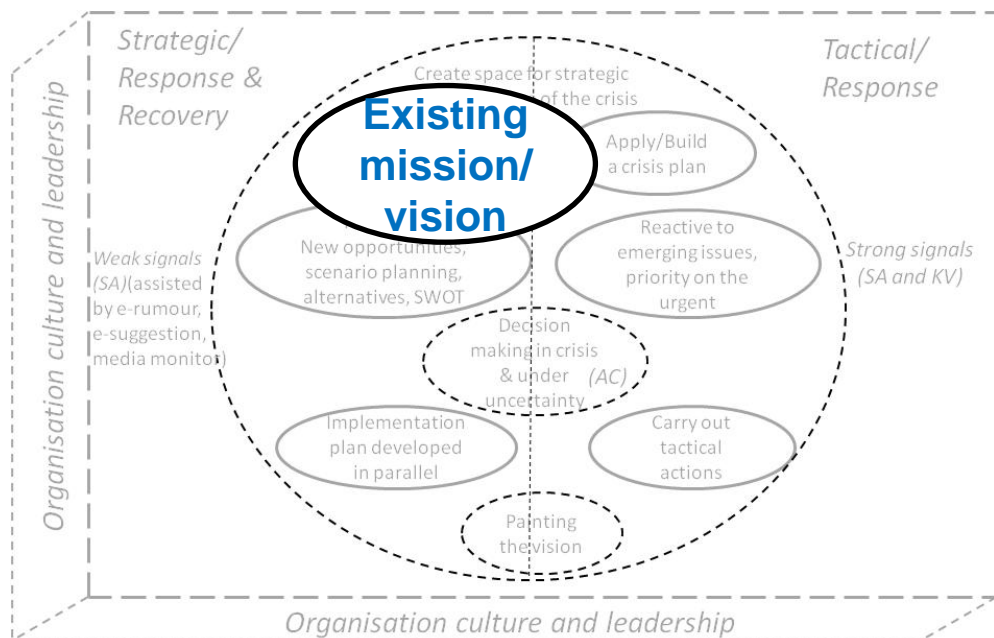 Strategic/
Response &
Recovery
Tactical/
Response
Create space for strategic
of the crisis
Existing
mission/
vision
Apply/Build
a crisis plan
New opportunities,
scenario planning,
alternatives, SWOT
Reactive to
emerging issues,
priority on the
urgent
Weak signals
(SA)(assisted
by e-rumour,
e-suggestion,
media monitor)
Strong signals
(SA and KV)
Decision
making in crisis
& under (AC)
uncertainty
Implementation
plan developed
in parallel
Carry out
tactical
actions
Painting
the vision
Organisation culture and leadership
Organisation culture and leadership